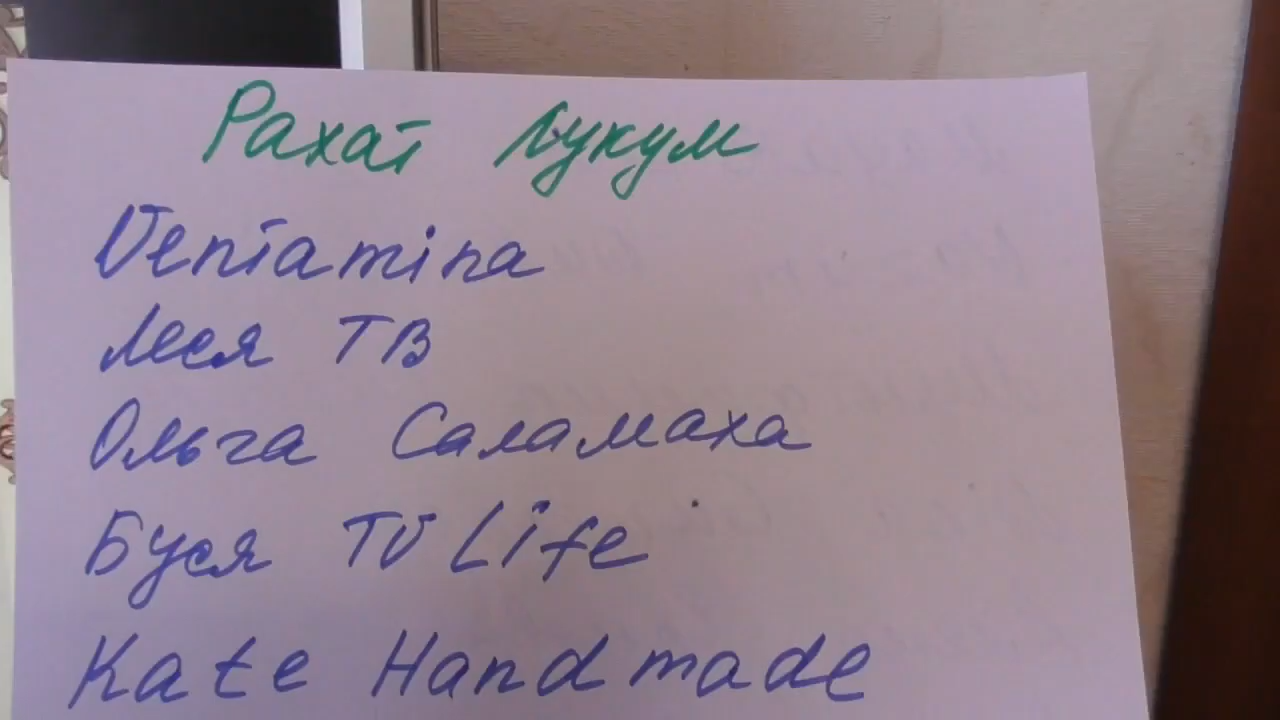 Рахат Лукум
Veniamina
Леся ТВ
Ольга Саламаха
Буся TV Life
Kate Handmade